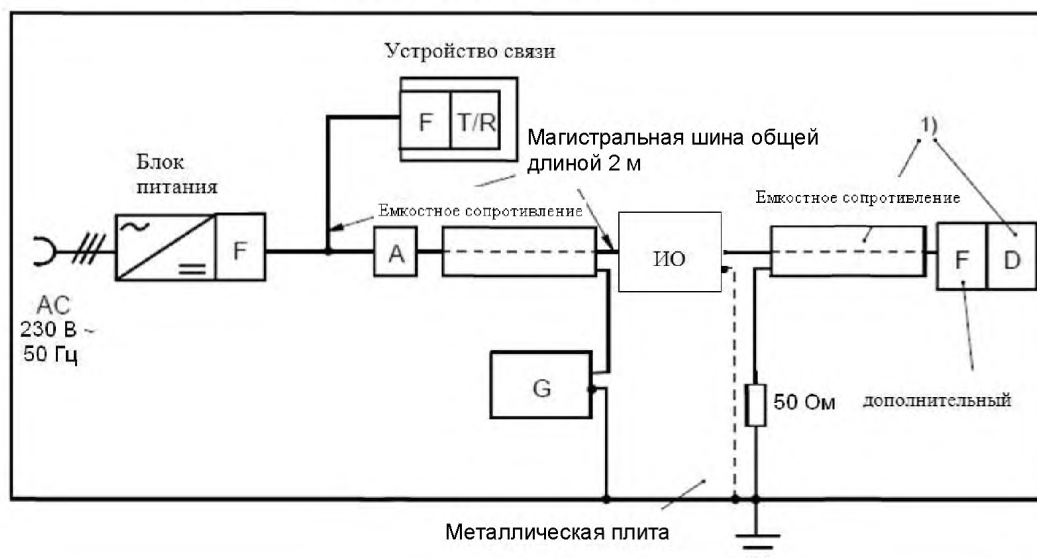 Устройство связи
F T/R
Магистральная шина общей
длиной 2 м
1)
Блок
питания
Емкостное сопротивление
Емкостное сопротивление
F
A
ИО
F D
AC
230 В ~
50 Гц
G
50 Ом
дополнительный
Металлическая плита